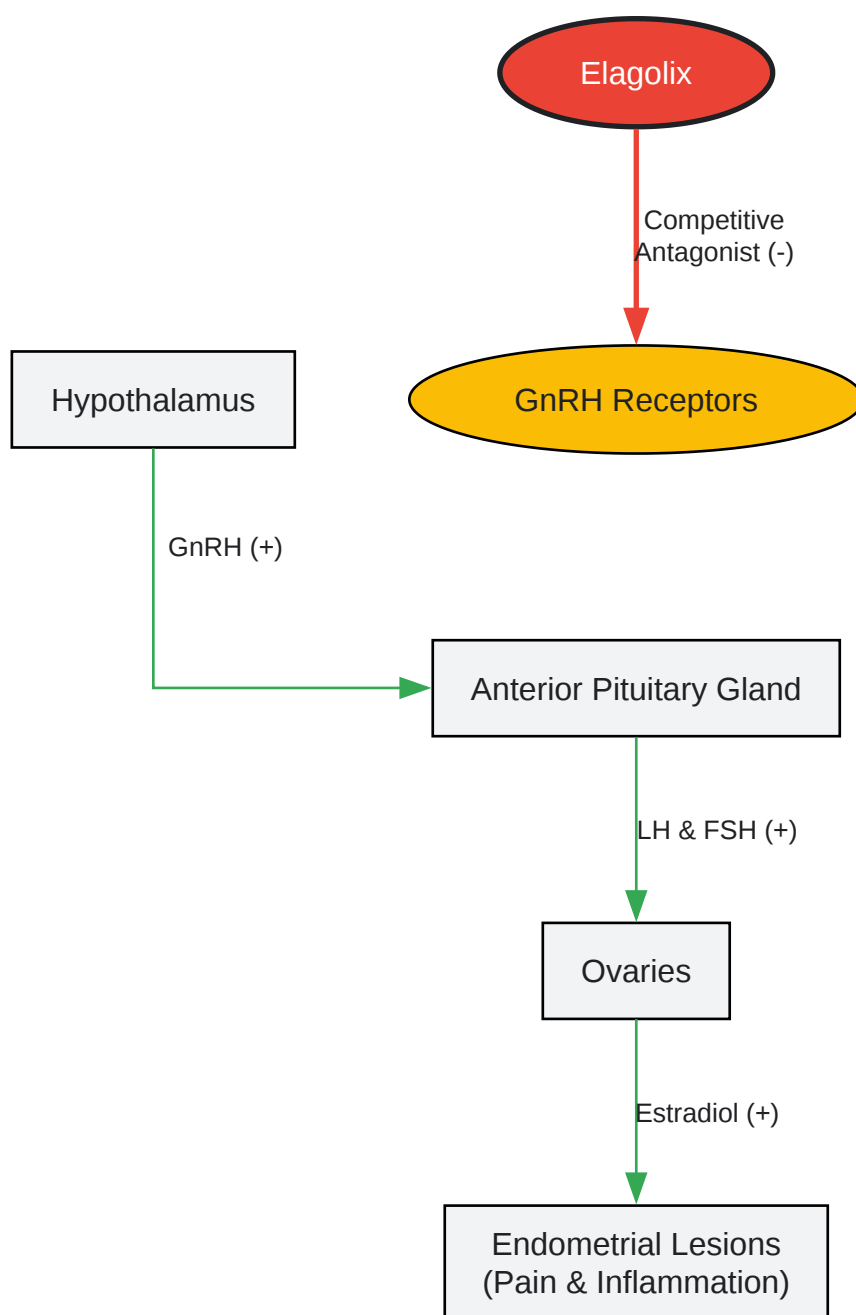 Elagolix
Competitive
Antagonist (-)
Hypothalamus
GnRH Receptors
GnRH (+)
Anterior Pituitary Gland
LH & FSH (+)
Ovaries
Estradiol (+)
Endometrial Lesions
(Pain & Inflammation)